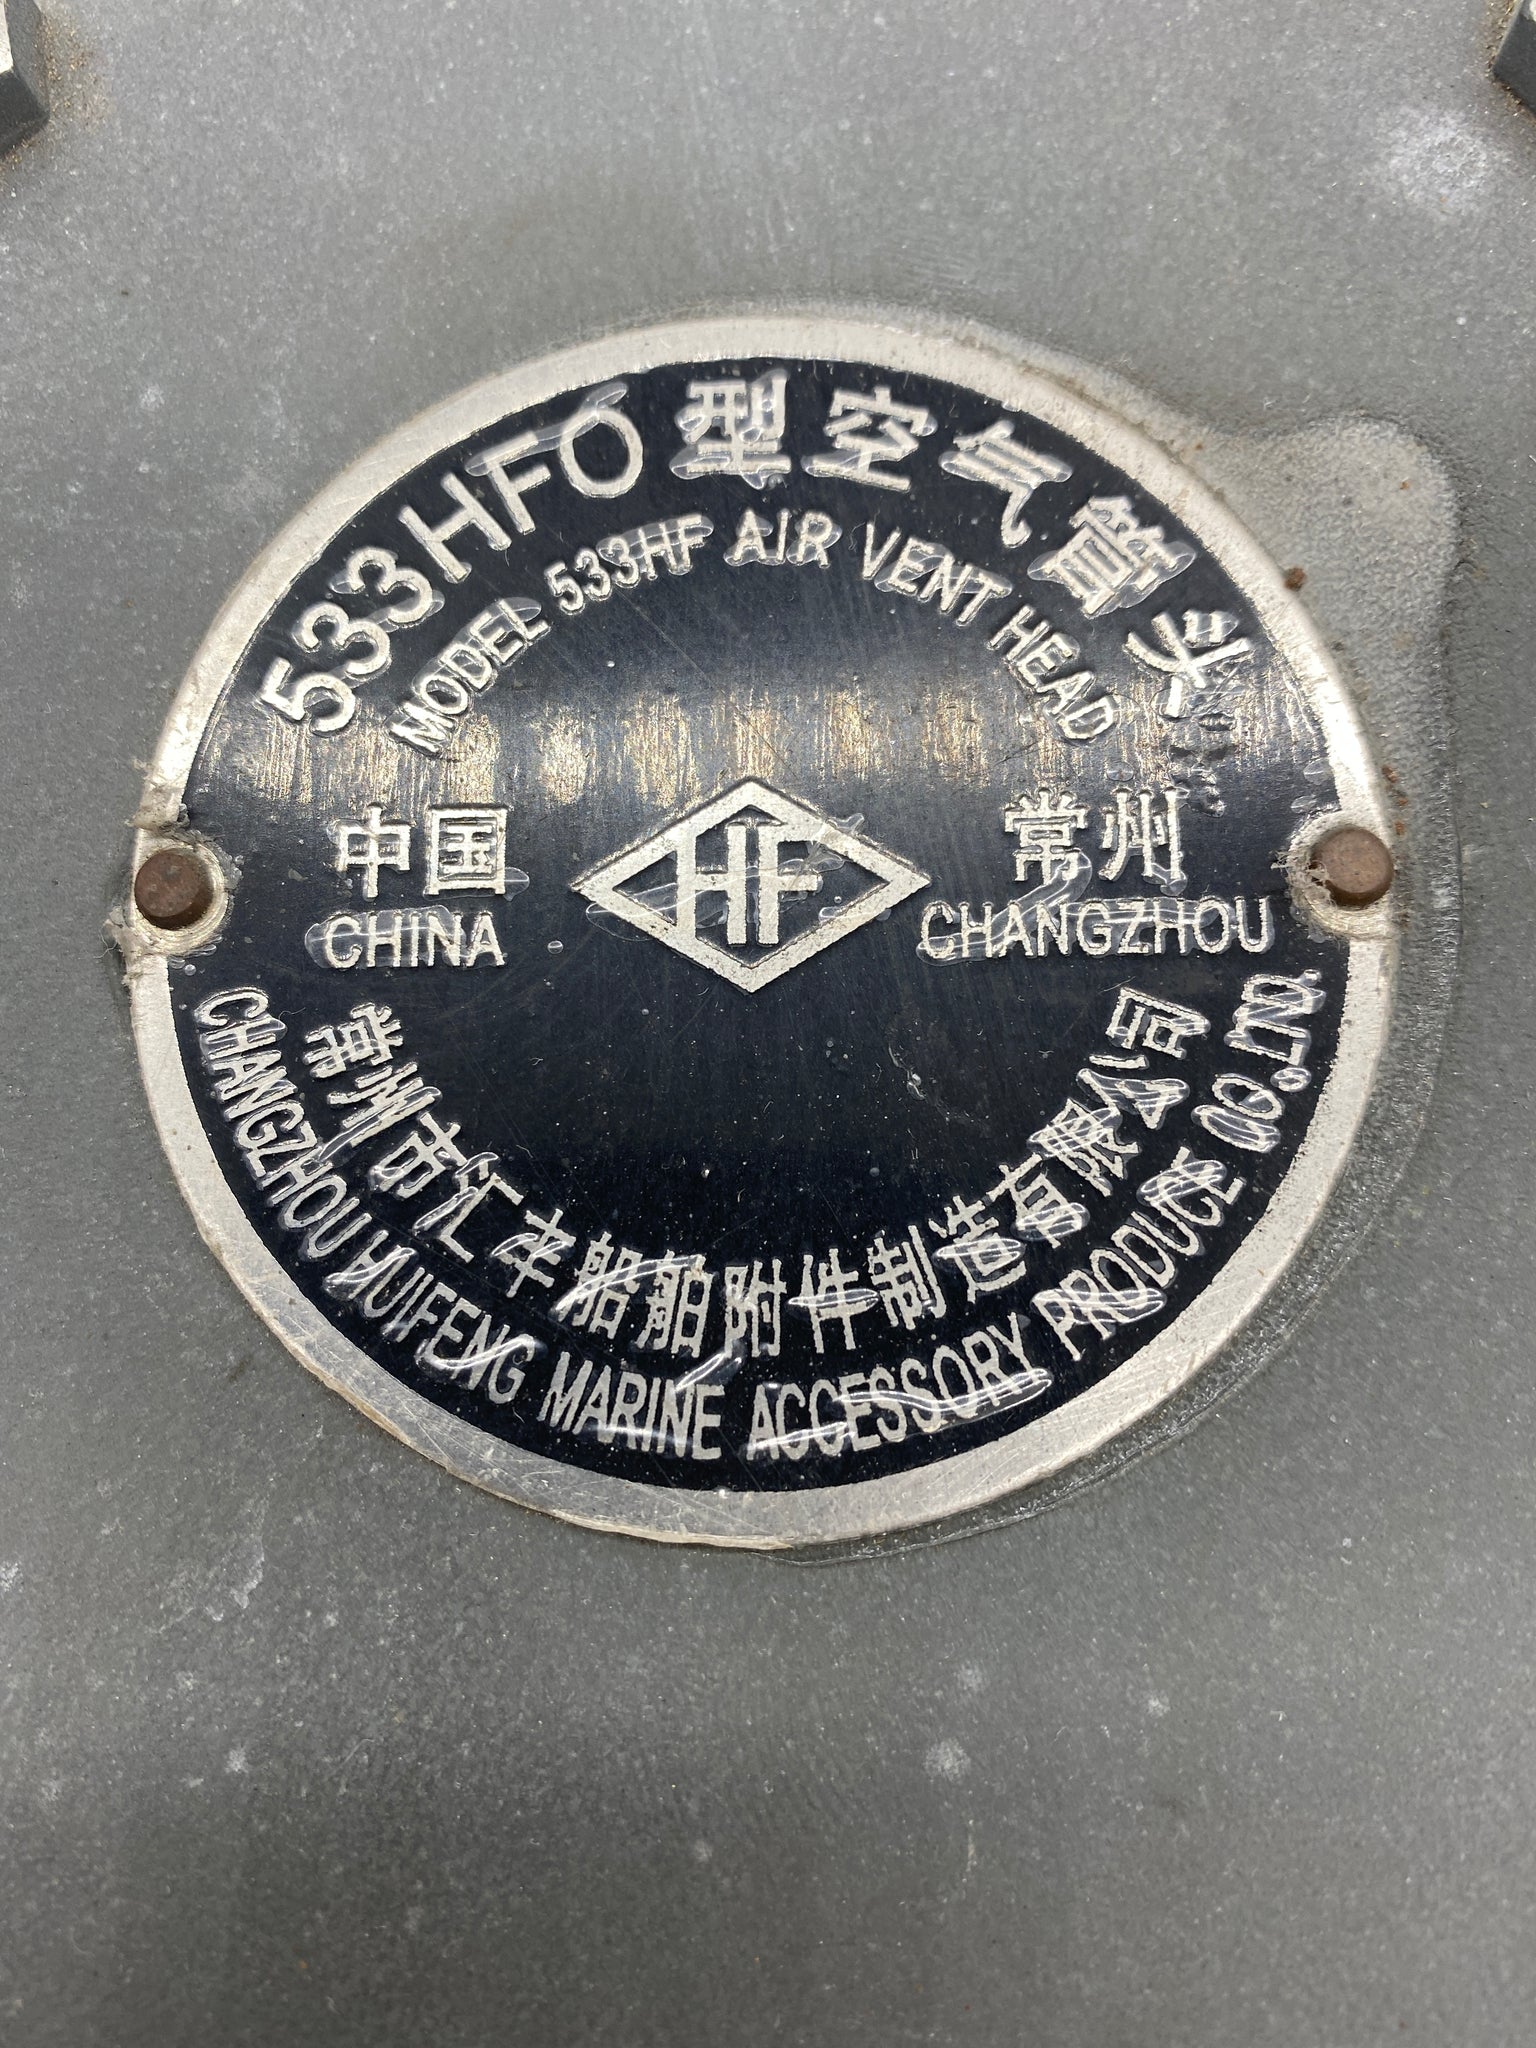 533HFO型空气管头
MODEL 533HF AIR VENT HEAD
中国
CHINA
HF
常州
CHANGZHOU
常州市汇丰船舶附件制造有限公司
CHANGZHOU HUIFENG MARINE ACCESSORY PRODUCE CO.,LTD.